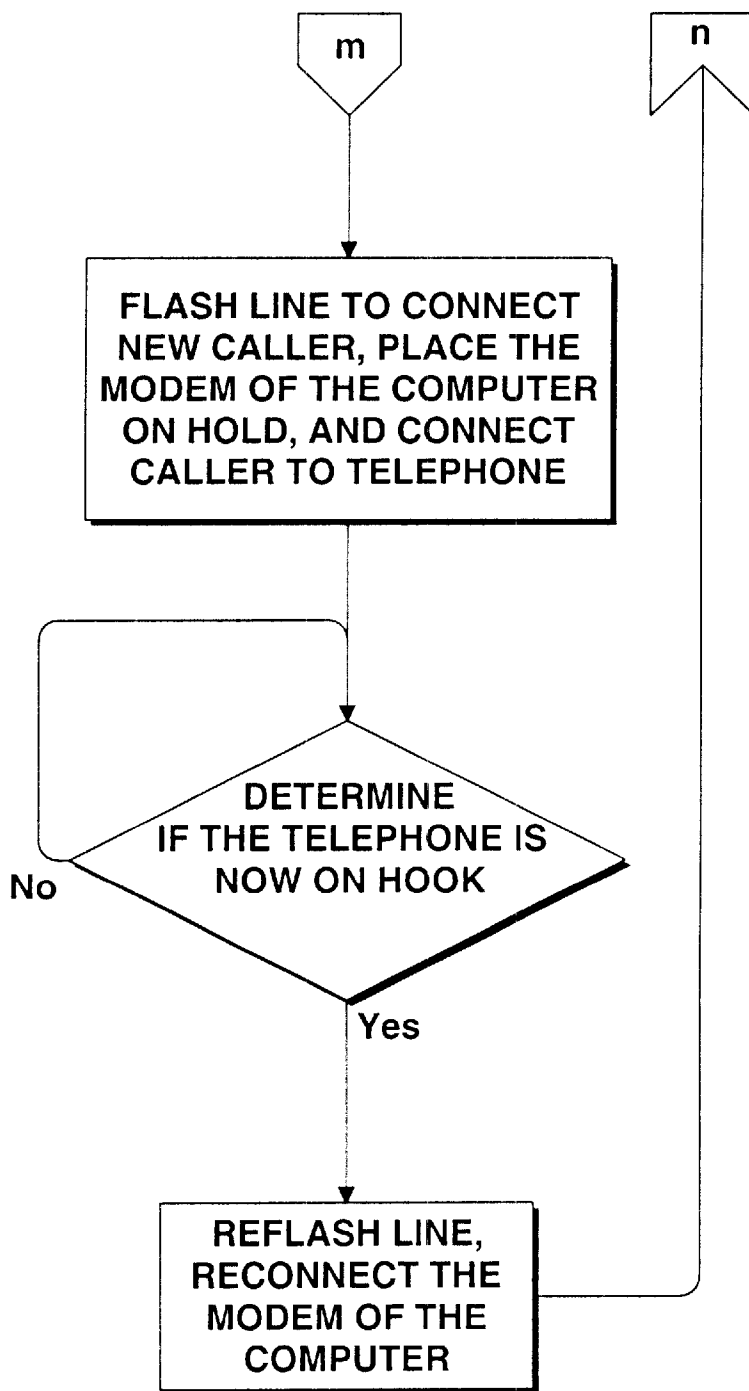 m
n
FLASH LINE TO CONNECT
NEW CALLER, PLACE THE
MODEM OF THE COMPUTER
ON HOLD, AND CONNECT
CALLER TO TELEPHONE
DETERMINE
IF THE TELEPHONE IS
NOW ON HOOK
No
Yes
REFLASH LINE,
RECONNECT THE
MODEM OF THE
COMPUTER